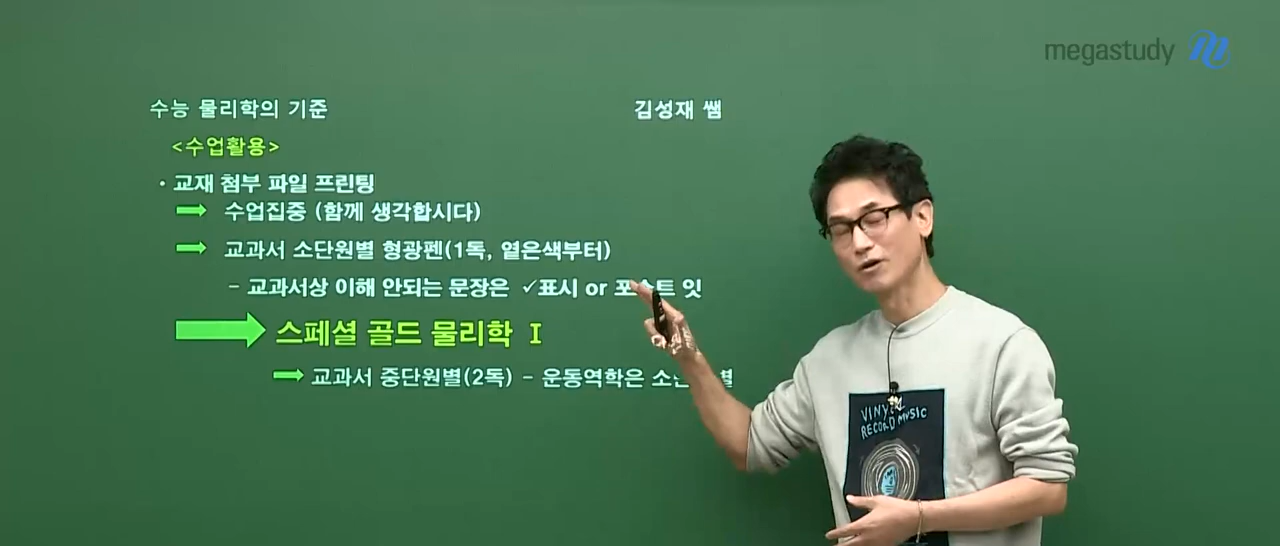 megastudy
수능 물리학의 기준 김성재 쌤
<수업활용>
· 교재 첨부 파일 프린팅
수업집중 (함께 생각합시다)
교과서 소단원별 형광펜(1독, 옅은색부터)
- 교과서상 이해 안되는 문장은 ✓표시 or 포스트 잇
스페셜 골드 물리학 Ⅰ
교과서 중단원별(2독) - 운동역학은 별
VINYL
RECORD MUSIC